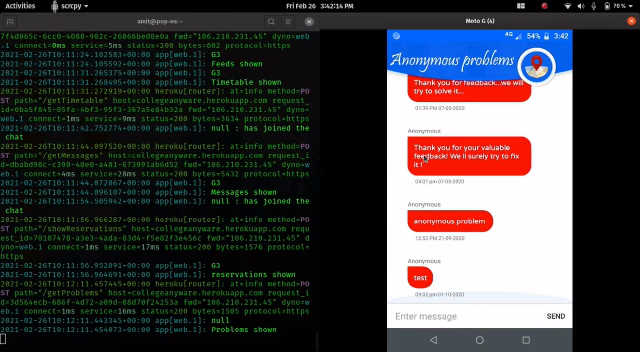 Activities
scrcpy
Fri Feb 26 3:42:14 PM
70 %
amit@pop-os:~
Moto G (4)
7f4d065c-6cc0-4080-902c-26860b6923ef fwd="106.210.231.45" dyno=web.1
connect=0ms service=5ms status=200 bytes=802 protocol=https
2021-02-26T10:11:24.102583+00:00 app[web.1]: G3
2021-02-26T10:11:24.109592+00:00 app[web.1]: Feeds shown
2021-02-26T10:11:31.265375+00:00 app[web.1]: G3
2021-02-26T10:11:31.268495+00:00 app[web.1]: Timetable shown
2021-02-26T10:11:31.272919+00:00 heroku[router]: at=info method=PO
ST path="/getTimetable" host=collegeanyware.herokuapp.com request_
id=0ba5f845-05fa-4bf3-95f3-367a5e84b32a fwd="106.210.231.45" dyno=
web.1 connect=1ms service=9ms status=200 bytes=3634 protocol=https
2021-02-26T10:11:42.752774+00:00 app[web.1]: null : has joined the
chat
2021-02-26T10:11:44.097520+00:00 heroku[router]: at=info method=PO
ST path="/getMessages" host=collegeanyware.herokuapp.com request_i
d=dbabd98c-c390-40e0-a481-673991ab6d76 fwd="106.210.231.45" dyno=w
eb.1 connect=4ms service=28ms status=200 bytes=5432 protocol=https
2021-02-26T10:11:44.072867+00:00 app[web.1]: G3
2021-02-26T10:11:44.096107+00:00 app[web.1]: Messages shown
2021-02-26T10:11:54.505541+00:00 app[web.1]: null : has joined the
chat
2021-02-26T10:11:56.966287+00:00 heroku[router]: at=info method=PO
ST path="/showReservations" host=collegeanyware.herokuapp.com requ
est_id=70107478-a3e3-4ada-83d4-f5e82f3e546c fwd="106.210.231.45" d
yno=web.1 connect=1ms service=17ms status=200 bytes=1576 protocol=
https
2021-02-26T10:11:56.952091+00:00 app[web.1]: G3
2021-02-26T10:11:56.964691+00:00 app[web.1]: reservations shown
2021-02-26T10:12:11.457145+00:00 heroku[router]: at=info method=PO
ST path="/getProblems" host=collegeanyware.herokuapp.com request_i
d=3d564ecb-686f-4d72-a09d-08d70f24253a fwd="106.210.231.45" dyno=w
eb.1 connect=1ms service=16ms status=200 bytes=1505 protocol=https
2021-02-26T10:12:11.443345+00:00 app[web.1]: null
2021-02-26T10:12:11.454073+00:00 app[web.1]: Problems shown
4G 54% 3:42
Anonymous problems
Thank you for feedback...we will
try to solve it...
01:39 PM 07-05-2020
Anonymous
Thank you for your valuable
feedback! We ll surely try to fix
it !
04:01 pm 07-05-2020
Anonymous
anonymous problem
12:52 PM 21-09-2020
Anonymous
test
09:02 pm 01-10-2020
Enter message
SEND